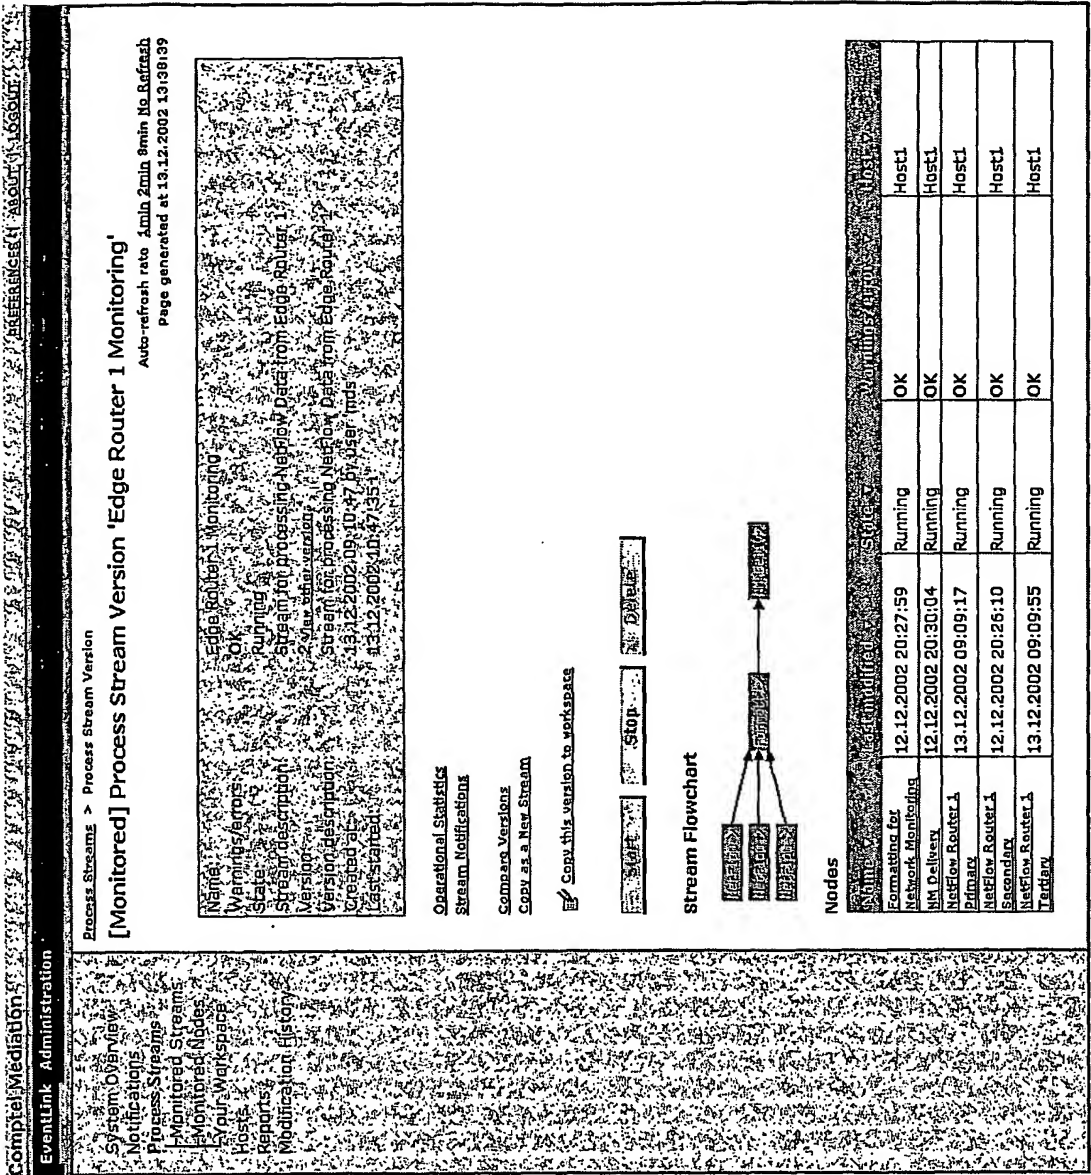 Comptel Mediation
PREFERENCES | ABOUT | LOGOUT
EventLink Administration
System Overview
Notifications
Process Streams
Monitored Streams
Monitored Nodes
Your Workspace
Hosts
Reports
Modification History
Process Streams > Process Stream Version
[Monitored] Process Stream Version 'Edge Router 1 Monitoring'
Auto-refresh rate 1min 2min 8min No Refresh
Page generated at 13.12.2002 13:38:39
Name: Edge Router 1 Monitoring
Warnings/errors: OK
State: Running
Stream description: Stream for processing NetFlow Data from Edge Router 1
Version: 2 View other versions
Version description: Stream for processing NetFlow Data from Edge Router 1
Created at: 13.12.2002 09:10:47 by user mds
Last started: 13.12.2002 10:47:35
Operational Statistics
Stream Notifications
Compare Versions
Copy as a New Stream
Copy this version to workspace
Start Stop Delete
Stream Flowchart
Nodes
Name Last modified State Warnings/errors Host
Formatting for Network Monitoring 12.12.2002 20:27:59 Running OK Host1
NM Delivery 12.12.2002 20:30:04 Running OK Host1
NetFlow Router 1 Primary 13.12.2002 09:09:17 Running OK Host1
NetFlow Router 1 Secondary 12.12.2002 20:26:10 Running OK Host1
NetFlow Router 1 Tertiary 13.12.2002 09:09:55 Running OK Host1